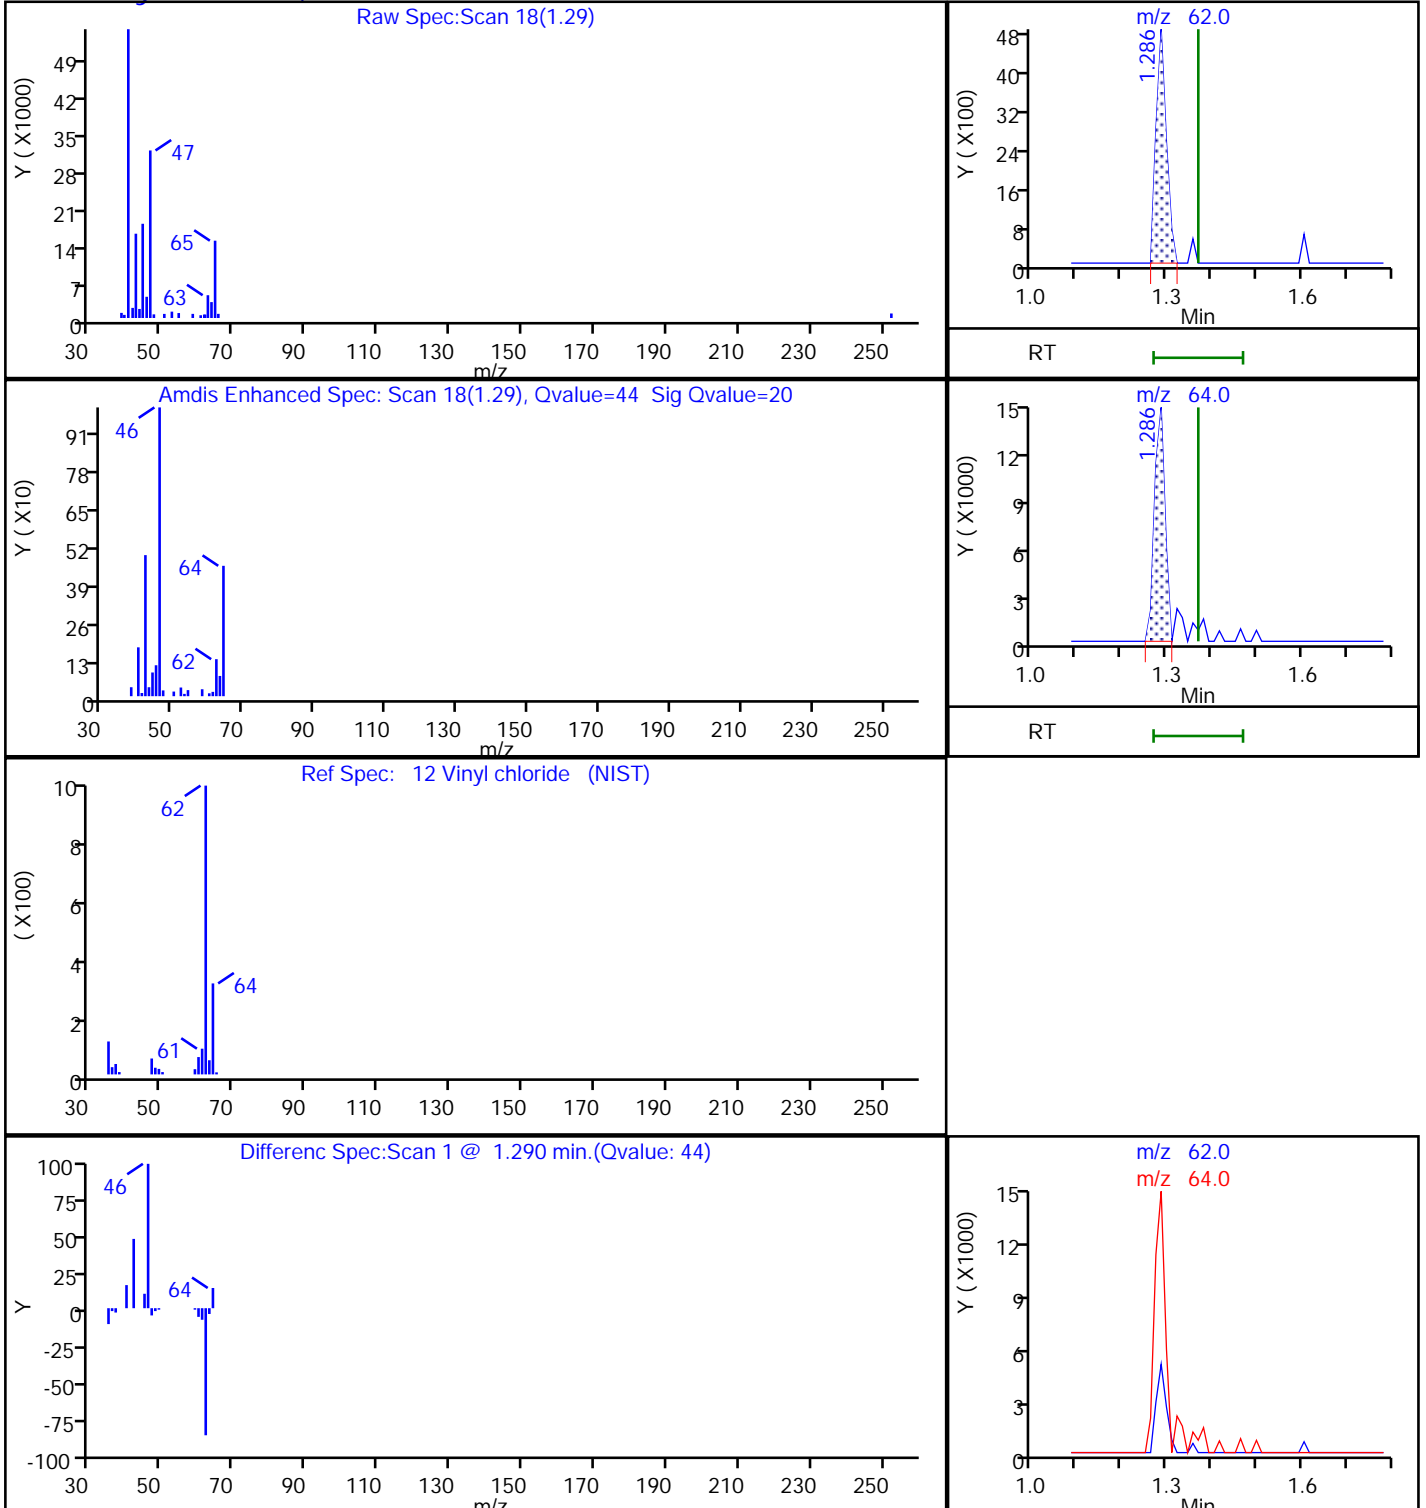 Raw Spec:Scan 18(1.29)
Y ( X1000)
49
42
35
28
21
14
7
0
47
65
63
30 50 70 90 110 130 150 170 190 210 230 250
m/z
m/z 62.0
Y ( X100)
48
40
32
24
16
8
0
1.286
1.0 1.3 1.6
Min
RT
Amdis Enhanced Spec: Scan 18(1.29), Qvalue=44 Sig Qvalue=20
Y ( X10)
91
78
65
52
39
26
13
0
46
64
62
30 50 70 90 110 130 150 170 190 210 230 250
m/z
m/z 64.0
Y ( X1000)
15
12
9
6
3
0
1.286
1.0 1.3 1.6
Min
RT
Ref Spec: 12 Vinyl chloride (NIST)
( X100)
10
8
6
4
2
0
62
64
61
30 50 70 90 110 130 150 170 190 210 230 250
Differenc Spec:Scan 1 @ 1.290 min.(Qvalue: 44)
Y
100
75
50
25
0
-25
-50
-75
-100
46
64
30 50 70 90 110 130 150 170 190 210 230 250
m/z
m/z 62.0
m/z 64.0
Y ( X1000)
15
12
9
6
3
0
1.0 1.3 1.6
Min